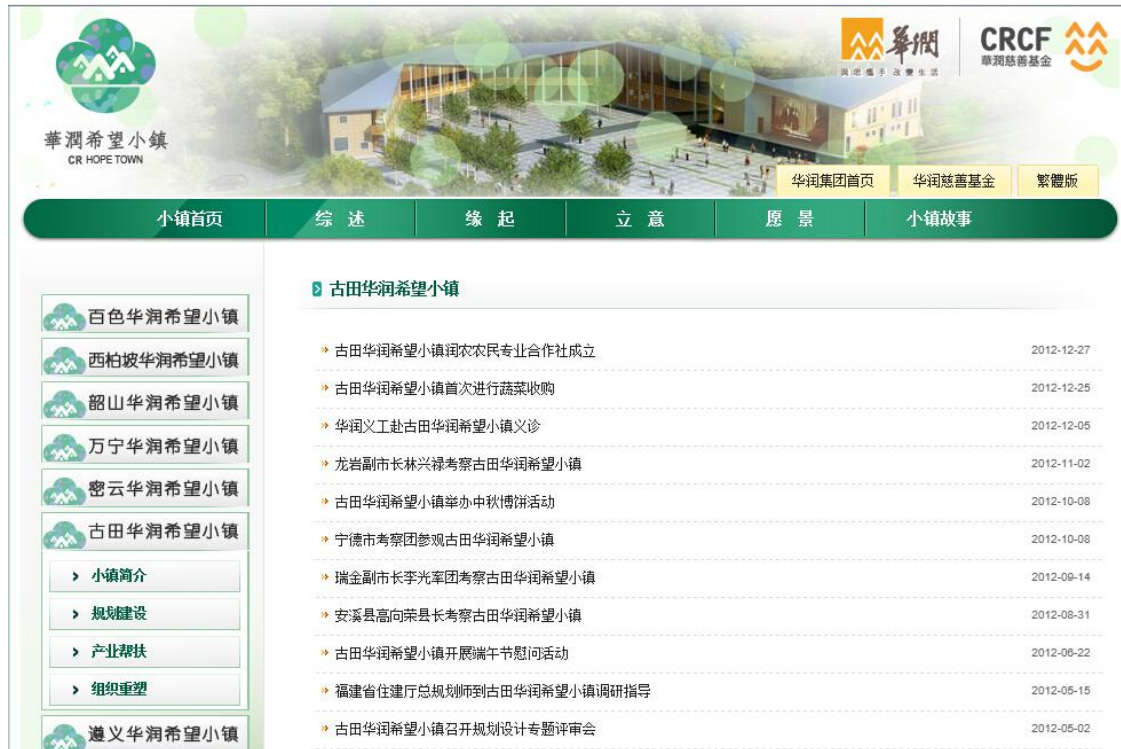 華潤
與您攜手 改變生活
CRCF
華潤慈善基金
華潤希望小鎮
CR HOPE TOWN
华润集团首页
华润慈善基金
繁體版
小镇首页
综 述
缘 起
立 意
愿 景
小镇故事
百色华润希望小镇
西柏坡华润希望小镇
韶山华润希望小镇
万宁华润希望小镇
密云华润希望小镇
古田华润希望小镇
小镇简介
规划建设
产业帮扶
组织重塑
遵义华润希望小镇
古田华润希望小镇
古田华润希望小镇润农农民专业合作社成立 2012-12-27
古田华润希望小镇首次进行蔬菜收购 2012-12-25
华润义工赴古田华润希望小镇义诊 2012-12-05
龙岩副市长林兴禄考察古田华润希望小镇 2012-11-02
古田华润希望小镇举办中秋博饼活动 2012-10-08
宁德市考察团参观古田华润希望小镇 2012-10-08
瑞金副市长李光率团考察古田华润希望小镇 2012-09-14
安溪县高向荣县长考察古田华润希望小镇 2012-08-31
古田华润希望小镇开展端午节慰问活动 2012-06-22
福建省住建厅总规划师到古田华润希望小镇调研指导 2012-05-15
古田华润希望小镇召开规划设计专题评审会 2012-05-02